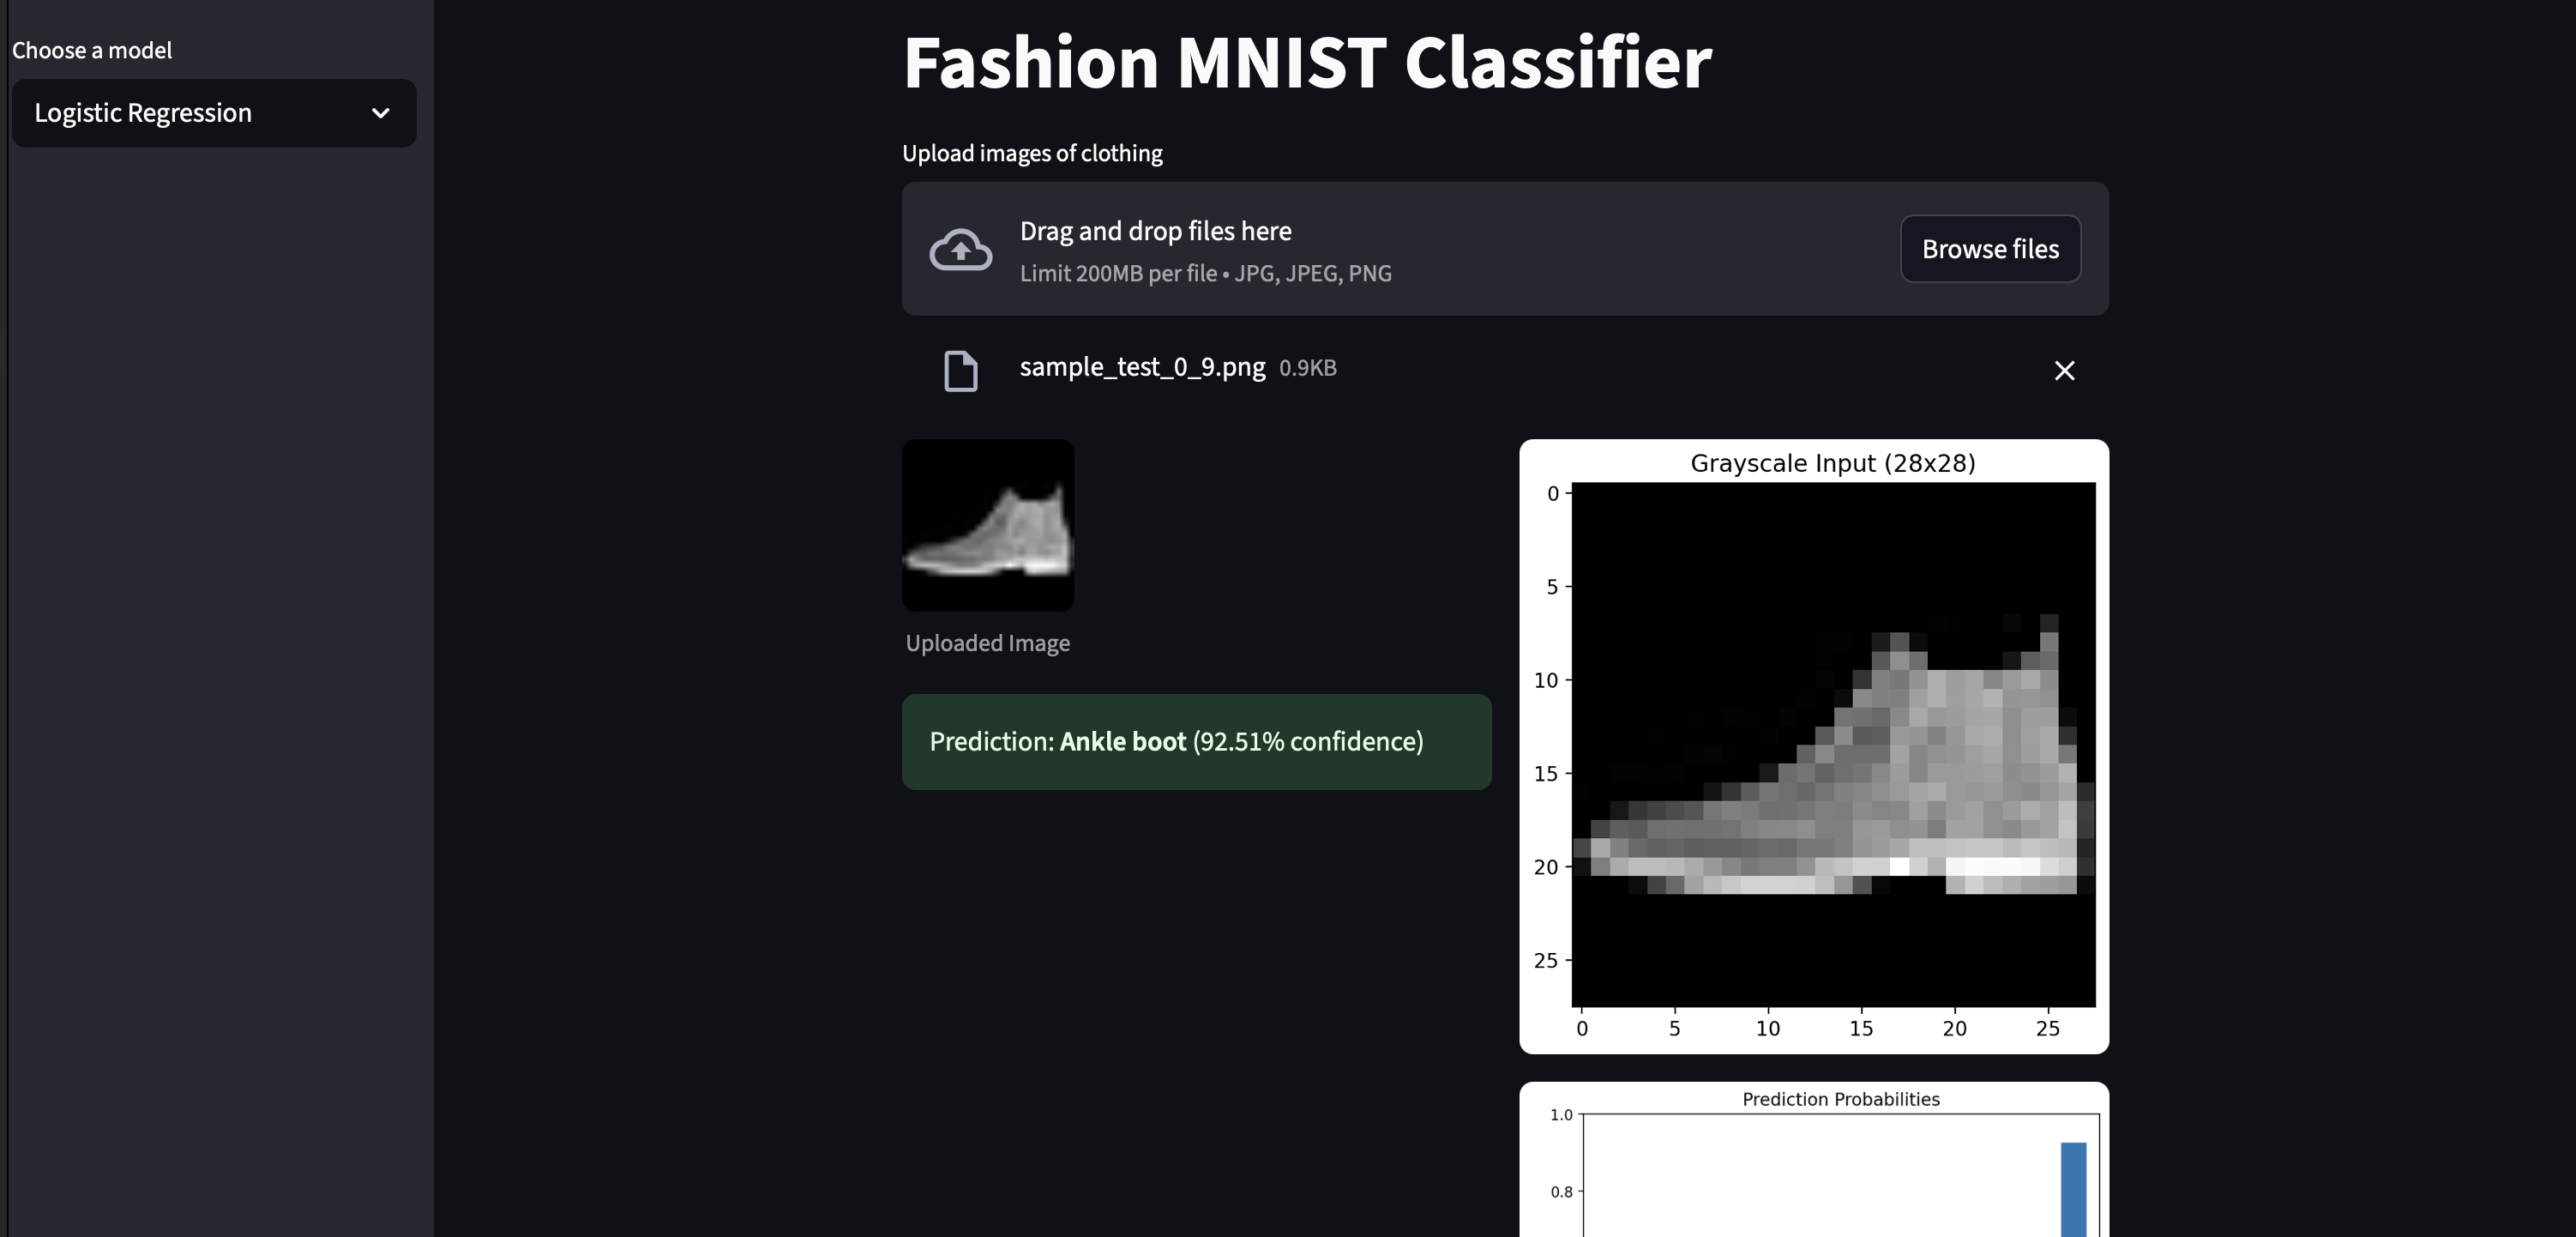 Choose a model
Logistic Regression
Fashion MNIST Classifier
Upload images of clothing
Drag and drop files here
Limit 200MB per file • JPG, JPEG, PNG
Browse files
sample_test_0_9.png 0.9KB
Uploaded Image
Prediction: Ankle boot (92.51% confidence)
Grayscale Input (28x28)
0
5
10
15
20
25
0 5 10 15 20 25
Prediction Probabilities
1.0
0.8